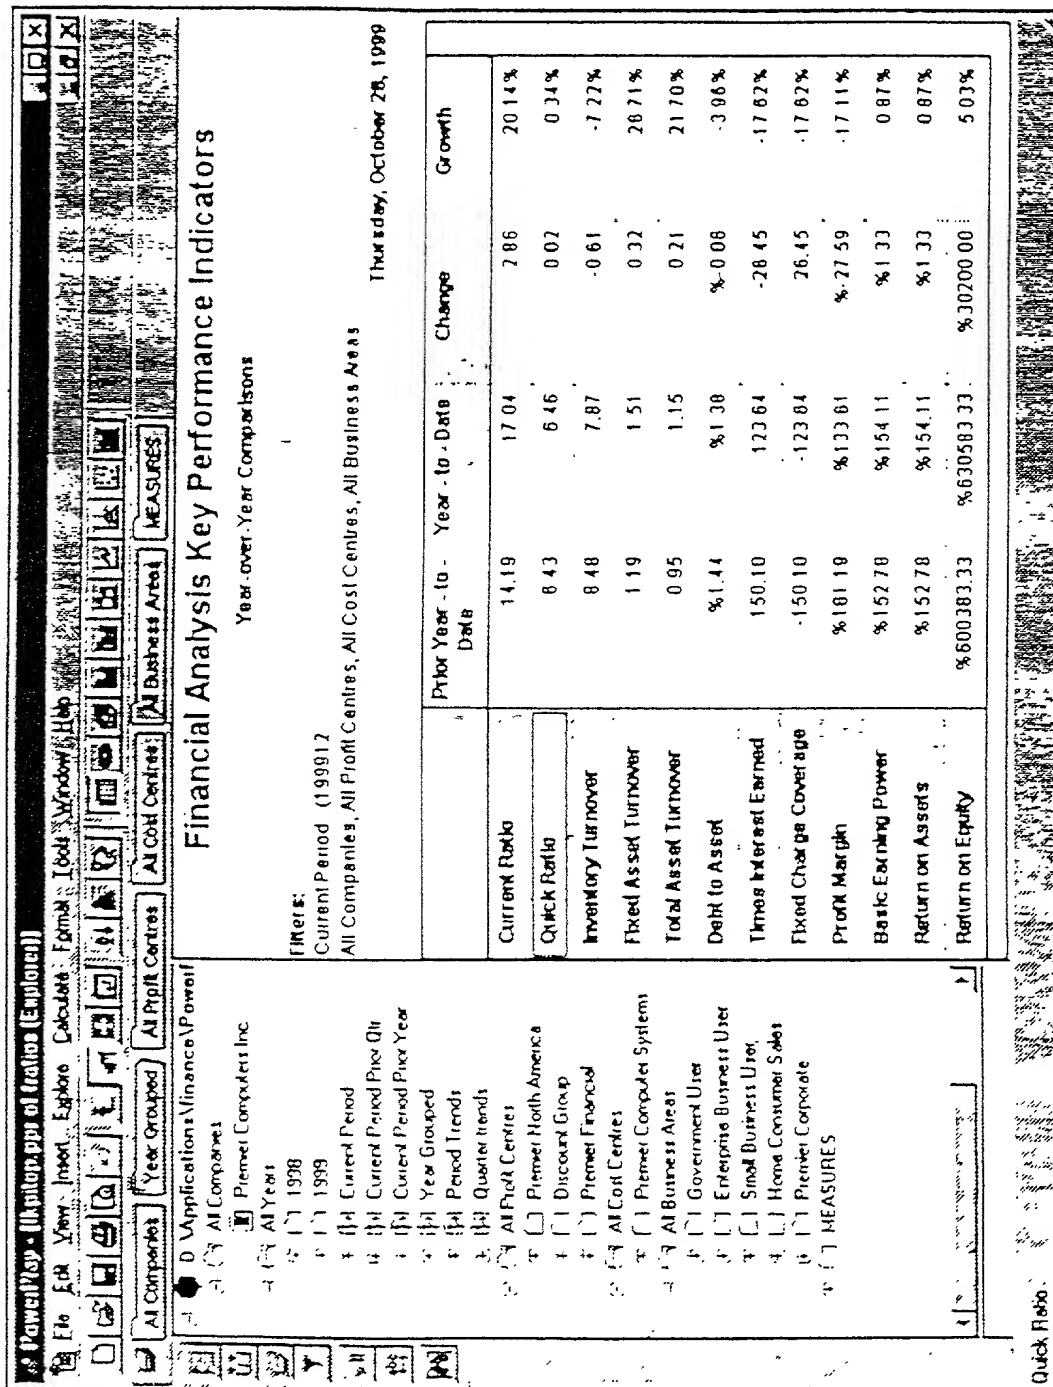 PowerPlay - [lkpilon.ppr of (ratios (Explorer)]
File Edit View Insert Explore Calculate Format Tools Window Help
All Companies Year Grouped All Profit Centres All Cost Centres All Business Areas MEASURES
D:\Applications\finance\Powerf
All Companies
Premier Computers Inc
All Years
1998
1999
Current Period
Current Period Prior Qtr
Current Period Prior Year
Year Grouped
Period Trends
Quarter trends
All Profit Centres
Premier North America
Discount Group
Premier Financial
All Cost Centres
Premier Computer Systems
All Business Areas
Government User
Enterprise Business User
Small Business User
Home Consumer Sales
Premier Corporate
MEASURES
Financial Analysis Key Performance Indicators
Year-over-Year Comparisons
Filters:
Current Period (199912
All Companies, All Profit Centres, All Cost Centres, All Business Areas
Thursday, October 28, 1999
Prior Year - to - Date Year - to - Date Change Growth
Current Ratio 14.19 17 04 2 86 20 14%
Quick Ratio 6 43 6 46 0 02 0 34%
Inventory Turnover 8 48 7.87 -0 61 -7 22%
Fixed Asset Turnover 1 19 1 51 0 32 26 71%
Total Asset Turnover 0 95 1.15 0 21 21 70%
Debt to Asset %1.44 %1 38 %-0 08 -3 96%
Times Interest Earned 150.10 123 64 -26 45 -17 62%
Fixed Charge Coverage -150 10 -123 84 26.45 -17 62%
Profit Margin %161 19 %133 61 %-27 59 -17 11%
Basic Earning Power %152 78 %154 11 %1 33 0 87%
Return on Assets %152 78 %154.11 %1 33 0 87%
Return on Equity %600383.33 %630583 33 %30200 00 5 03%
Quick Ratio